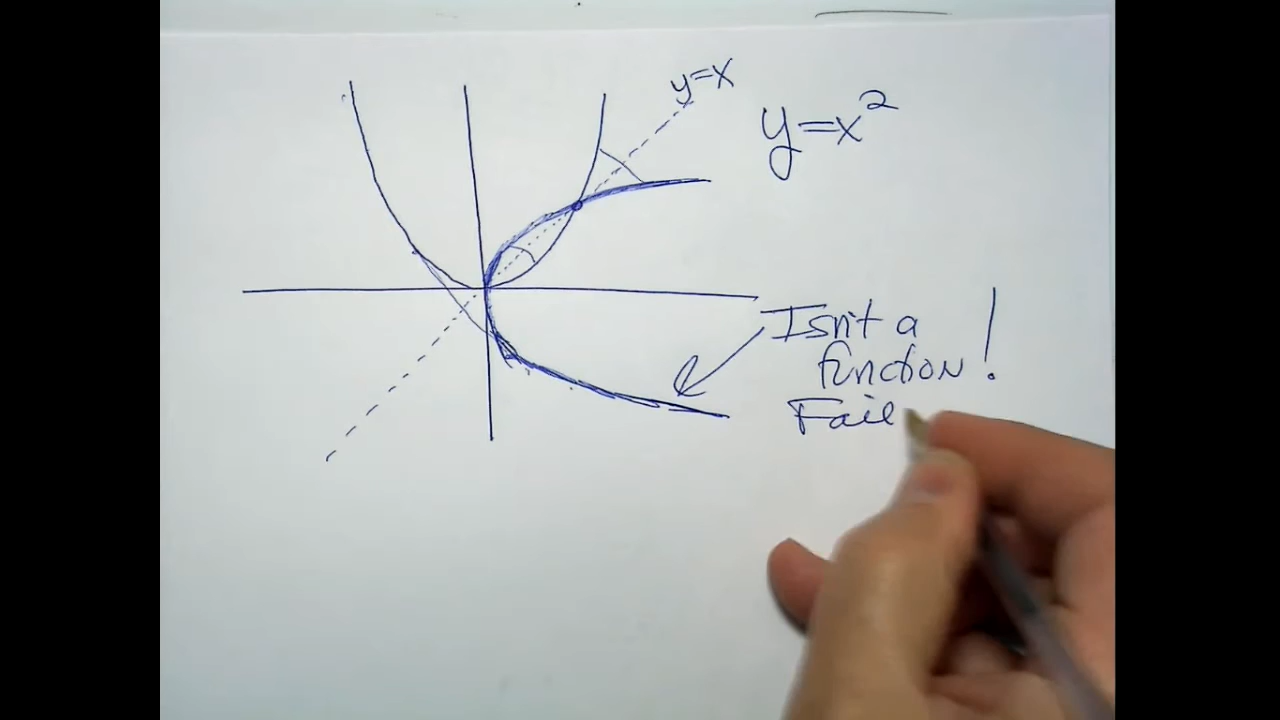 y=x
y=x²
Isn't a
function!
Fail